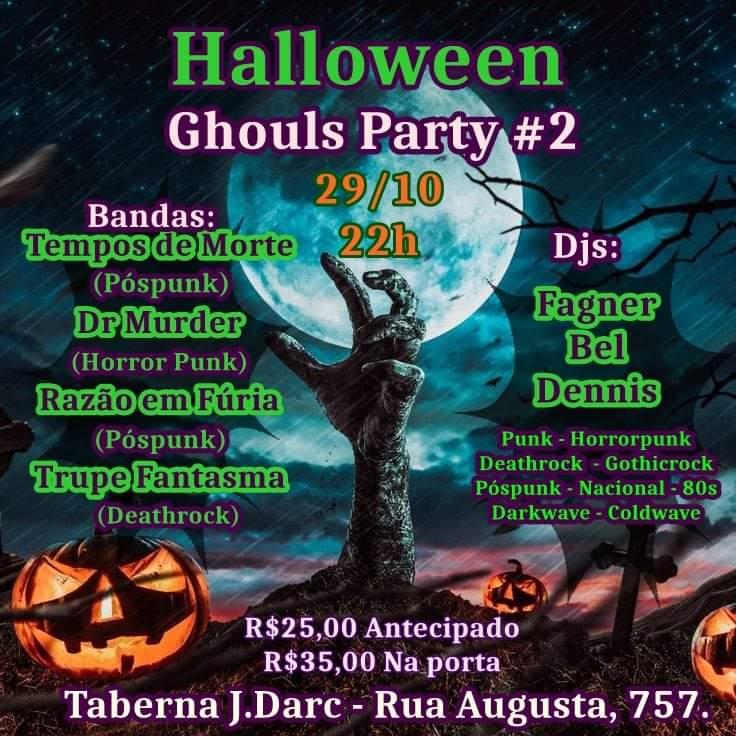 Halloween
Ghouls Party #2
29/10
22h
Bandas:
Tempos de Morte
(Póspunk)
Dr Murder
(Horror Punk)
Razão em Fúria
(Póspunk)
Trupe Fantasma
(Deathrock)
Djs:
Fagner
Bel
Dennis
Punk - Horrorpunk
Deathrock - Gothicrock
Póspunk - Nacional - 80s
Darkwave - Coldwave
R$25,00 Antecipado
R$35,00 Na porta
Taberna J.Darc - Rua Augusta, 757.